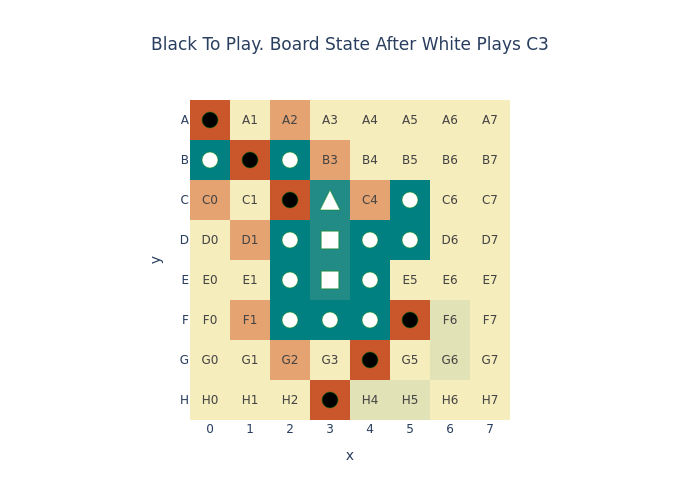 Black To Play. Board State After White Plays C3
A A1 A2 A3 A4 A5 A6 A7
B B3 B4 B5 B6 B7
C C0 C1 C4 C6 C7
D D0 D1 D6 D7
E E0 E1 E5 E6 E7
F F0 F1 F6 F7
G G0 G1 G2 G3 G5 G6 G7
H H0 H1 H2 H4 H5 H6 H7
0 1 2 3 4 5 6 7
x
y